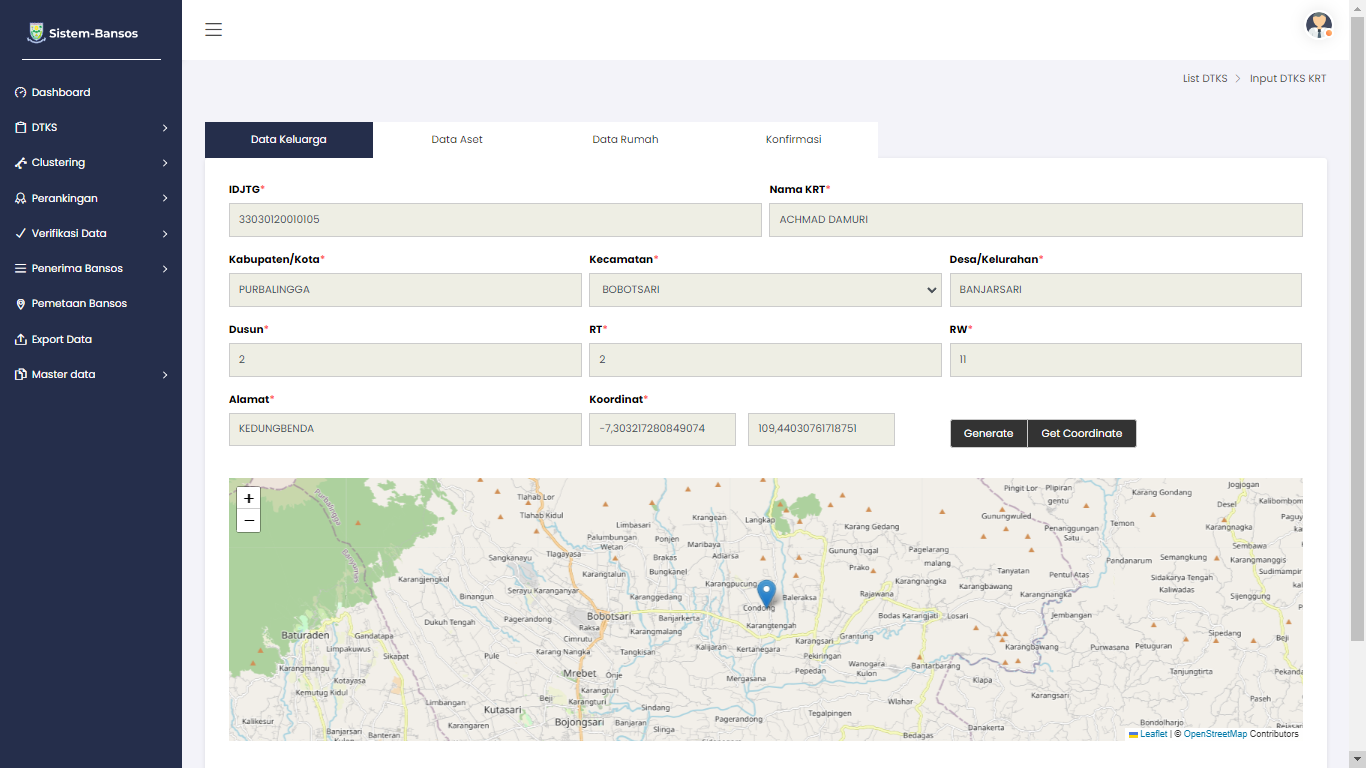 Sistem-Bansos
Dashboard
DTKS
Clustering
Perankingan
Verifikasi Data
Penerima Bansos
Pemetaan Bansos
Export Data
Master data
List DTKS > Input DTKS KRT
Data Keluarga Data Aset Data Rumah Konfirmasi
IDJTG* Nama KRT*
33030120010105 ACHMAD DAMURI
Kabupaten/Kota* Kecamatan* Desa/Kelurahan*
PURBALINGGA BOBOTSARI BANJARSARI
Dusun* RT* RW*
2 2 11
Alamat* Koordinat*
KEDUNGBENDA -7,303217280849074 109,44030761718751 Generate Get Coordinate
+
−
Purbalingga
Tlahab Lor
Tlahab Kidul
Limbasari
Palumbungan Wetan
Ponjen
Krangean
Langkap
Maribaya
Adiarsa
Brakas
Bungkanel
Karangtalun
Tlagayasa
Sangkanayu
Serayu Karanganyar
Karangjengkol
Binangun
Pagerandong
Dukuh Tengah
Bobotsari
Raksa
Cimrutu
Karang Nangka
Karanggedang
Banjarkerta
Karangmalang
Tangkisan
Karangpucung
Condong
Baleraksa
Karangtengah
Kalijaran
Kertanegara
Mergasana
Karangsari
Pekiringan
Pepedan
Grantung
Wanogara Kulon
Bantarbarang
Wlahar
Tegalpingen
Pagerandong
Bedagas
Karang Gedang
Gunung Tugal
Prako
Rajawana
Bodas Karangjati
Losari
Pagelarang malang
Karangnangka
Karangbawang
Tanyatan
Pentul Atas
Jembangan
Karangbawang
Klapa
Karangsari
Danakerta
Pingit Lor
Plipiran gentu
Gunungwuled
Penanggungan Satu
Temon
Pandanarum
Karang Gondang
Jogjogan
Desel
Kalibombom
Karangnagka
Sembawa
Karangmanggis
Semangkung
Sidakarya Tengah
Kaliwadas
Sijenggung
Purwasana
Petuguran
Sipedang
Beji
Tanjungtirta
Paseh
Bondolharjo
Baturaden
Gandatapa
Limpakuwus
Sikapat
Karangmangu
Kotayasa
Kemutug Kidul
Kalikesur
Banjarsari Kulon
Banteran
Limbangan
Karangaren
Pule
Mrebet
Onje
Karangturi
Beji
Kutasari
Bojongsari
Karangturi
Banjaran
Sindang
Slinga
Leaflet | © OpenStreetMap Contributors